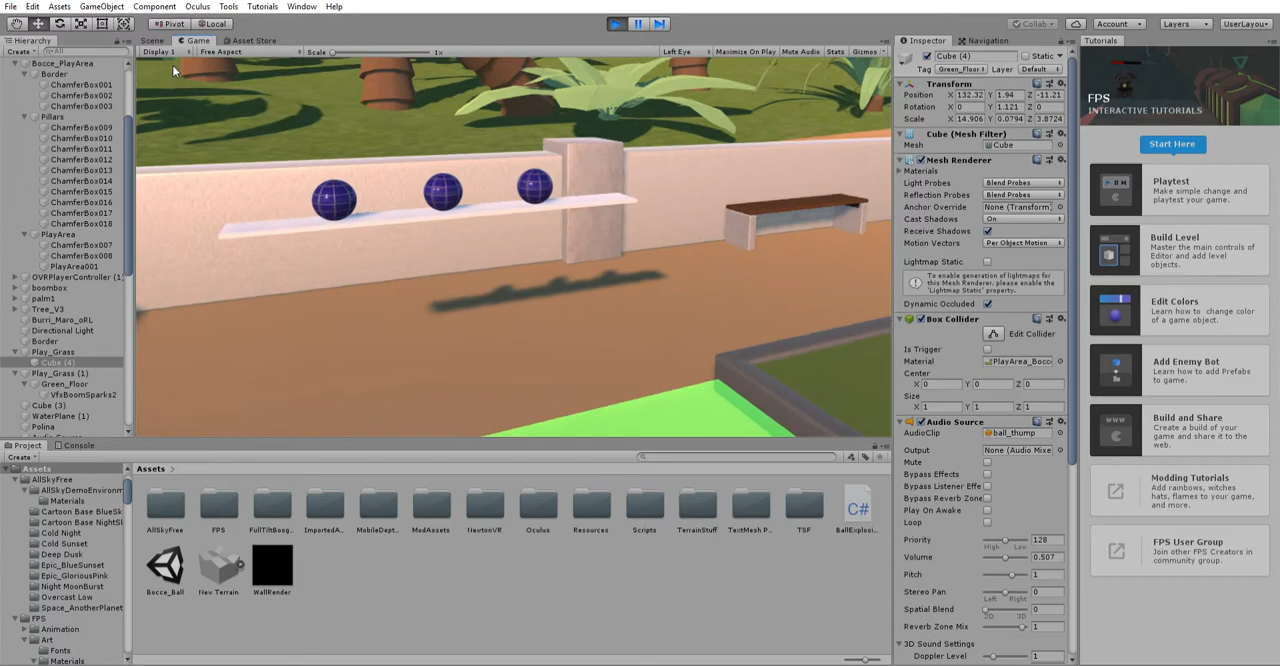 File Edit Assets GameObject Component Oculus Tools Tutorials Window Help
Pivot Local Collab Account Layers UserLayou
Hierarchy Scene Game Asset Store Inspector Navigation Tutorials
Create All Display 1 Free Aspect Scale 1x Left Eye Maximize On Play Mute Audio Stats Gizmos
Bocce_PlayArea
Border
ChamferBox001
ChamferBox002
ChamferBox003
Pillars
ChamferBox009
ChamferBox010
ChamferBox011
ChamferBox012
ChamferBox013
ChamferBox014
ChamferBox015
ChamferBox016
ChamferBox017
ChamferBox018
PlayArea
ChamferBox007
ChamferBox008
PlayArea001
OVRPlayerController (1)
boombox
palm1
Tree_V3
Burri_Maro_oRL
Directional Light
Border
Play_Grass
Cube (4)
Play_Grass (1)
Green_Floor
VfxBoomSparks2
Cube (3)
WaterPlane (1)
Polina
Cube (4) Static
Tag Green_Floor Layer Default
Transform
Position X 132.32 Y 1.94 Z -11.21
Rotation X 0 Y 1.121 Z 0
Scale X 14.906 Y 0.0794 Z 3.8724
Cube (Mesh Filter)
Mesh Cube
Mesh Renderer
Materials
Light Probes Blend Probes
Reflection Probes Blend Probes
Anchor Override None (Transform)
Cast Shadows On
Receive Shadows
Motion Vectors Per Object Motion
Lightmap Static
To enable generation of lightmaps for
this Mesh Renderer, please enable the
'Lightmap Static' property.
Dynamic Occluded
Box Collider
Edit Collider
Is Trigger
Material PlayArea_Bocc
Center
X 0 Y 0 Z 0
Size
X 1 Y 1 Z 1
Audio Source
AudioClip ball_thump
Output None (Audio Mixe
Mute
Bypass Effects
Bypass Listener Effe
Bypass Reverb Zone
Play On Awake
Loop
Priority 128
High Low
Volume 0.507
Pitch 1
Stereo Pan 0
Left Right
Spatial Blend 0
2D 3D
Reverb Zone Mix 1
3D Sound Settings
Doppler Level 1
FPS
INTERACTIVE TUTORIALS
Start Here
Playtest
Make simple change and
playtest your game.
Build Level
Master the main controls of
Editor and add level
objects.
Edit Colors
Learn how to change color
of a game object.
Add Enemy Bot
Learn how to add Prefabs
to game.
WWW
Build and Share
Create a build of your
game and share it to the
web.
Modding Tutorials
Add rainbows, witches
hats, flames to your game,
and more.
FPS User Group
Join other FPS Creators in
community group.
Project Console
Create
Assets
AllSkyFree
AllSkyDemoEnvironm
Materials
Cartoon Base BlueSk
Cartoon Base NightSk
Cold Night
Cold Sunset
Deep Dusk
Epic_BlueSunset
Epic_GloriousPink
Night MoonBurst
Overcast Low
Space_AnotherPlanet
FPS
Animation
Art
Fonts
Materials
Assets
AllSkyFree FPS FullTiltBoog... ImportedA... MobileDept... ModAssets NewtonVR Oculus Resources Scripts TerrainStuff TextMesh P... TSF BallExplosi...
C#
Bocce_Ball New Terrain WallRender